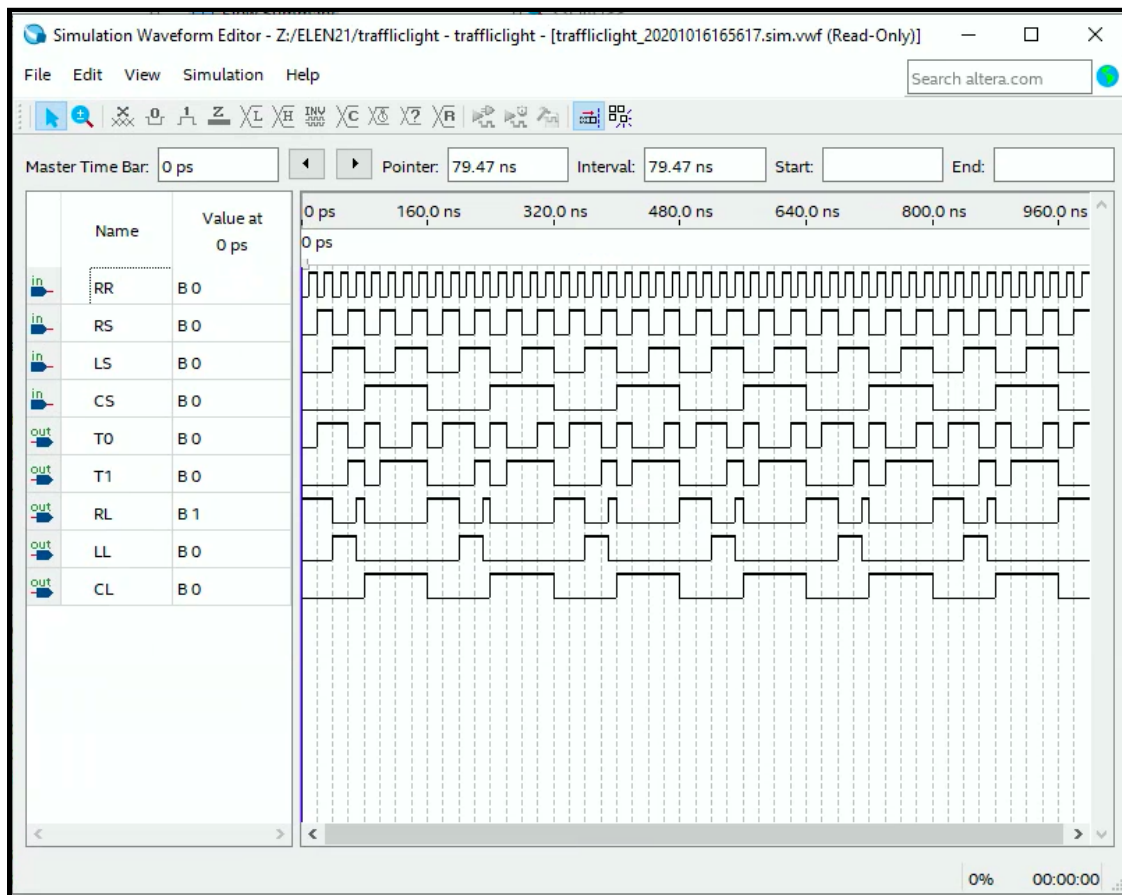 Simulation Waveform Editor - Z:/ELEN21/traffliclight - traffliclight - [traffliclight_20201016165617.sim.vwf (Read-Only)]
File Edit View Simulation Help
Search altera.com
Master Time Bar: 0 ps Pointer: 79.47 ns Interval: 79.47 ns Start: End:
Name Value at 0 ps
0 ps 160.0 ns 320.0 ns 480.0 ns 640.0 ns 800.0 ns 960.0 ns
0 ps
in RR B 0
in RS B 0
in LS B 0
in CS B 0
out T0 B 0
out T1 B 0
out RL B 1
out LL B 0
out CL B 0
0% 00:00:00